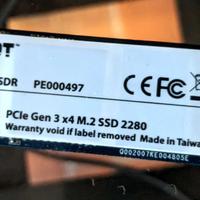 SDR PE000497
CE FC
PCIe Gen 3 x4 M.2 SSD 2280
Warranty void if label removed Made in Taiwan
Q002007KE004805E